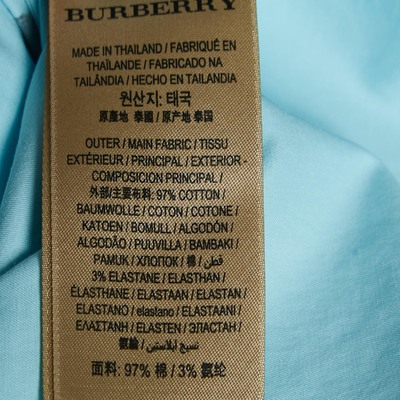 BURBERRY
MADE IN THAILAND / FABRIQUÉ EN
THAÏLANDE / FABRICADO NA
TAILÂNDIA / HECHO EN TAILANDIA
원산지: 태국
原產地 泰國 / 原产地 泰国
OUTER / MAIN FABRIC / TISSU
EXTÉRIEUR / PRINCIPAL / EXTERIOR -
COMPOSICION PRINCIPAL /
外部/主要布料: 97% COTTON /
BAUMWOLLE / COTON / COTONE /
KATOEN / BOMULL / ALGODÓN /
ALGODÃO / PUUVILLA / BAMBAKI /
PAMUK / ХЛОПОК / 棉 / قطن /
3% ELASTANE / ELASTHAN /
ÉLASTHANE / ELASTAAN / ELASTAN /
ELASTANO / elastano / ELASTAANI /
ΕΛΑΣΤΑΝΗ / ELASTEN / ЭЛАСТАН /
氨綸 / نسيج ايلاستين /
面料: 97% 棉 / 3% 氨纶